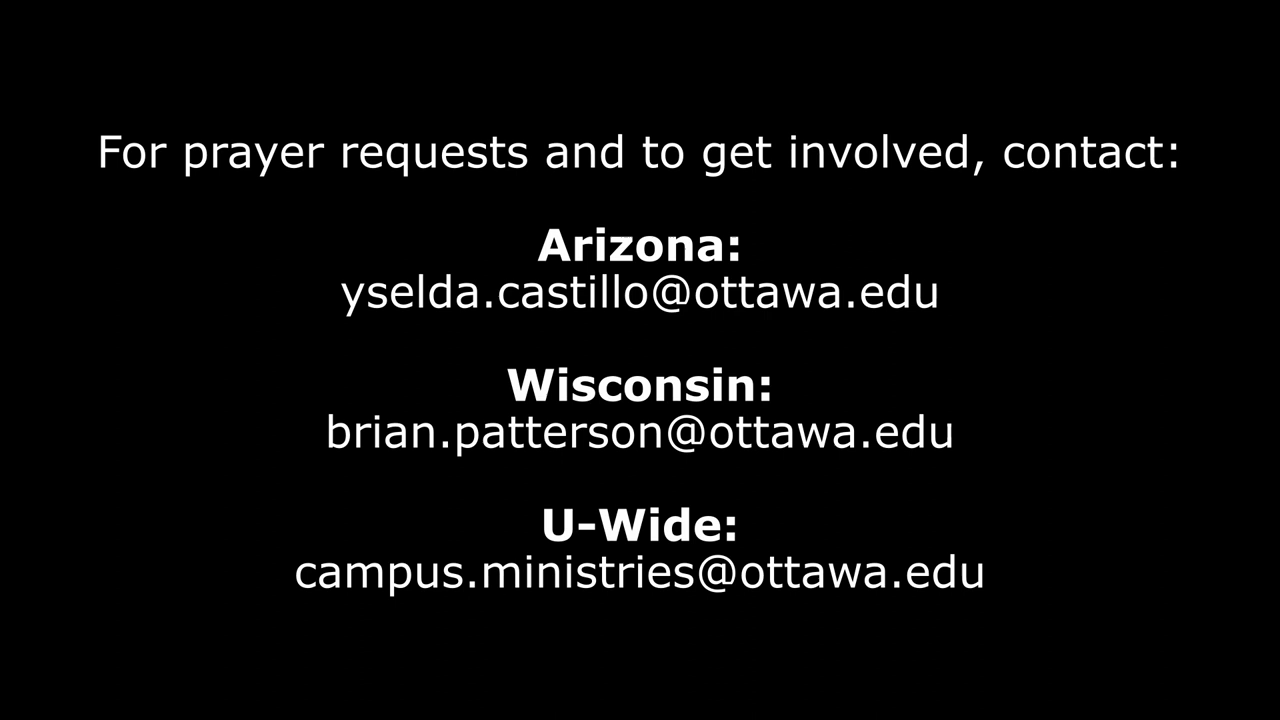 For prayer requests and to get involved, contact:
Arizona:
yselda.castillo@ottawa.edu
Wisconsin:
brian.patterson@ottawa.edu
U-Wide:
campus.ministries@ottawa.edu